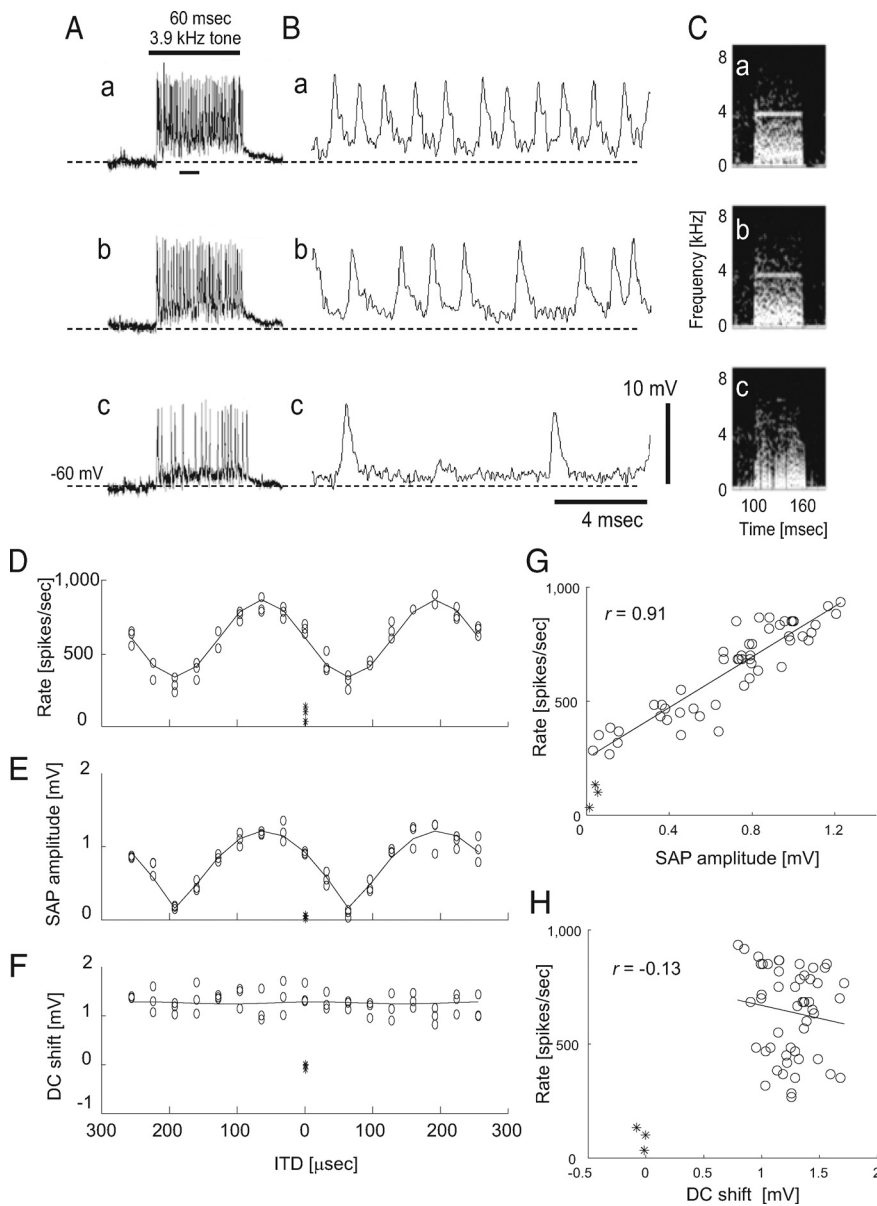 A
60 msec
3.9 kHz tone
B
C
a
a
8
a
4
0
b
b
8
b
4
0
Frequency [kHz]
c
c
10 mV
8
c
4
0
-60 mV
4 msec
100 160
Time [msec]
D
1,000
500
0
Rate [spikes/sec]
E
2
1
0
SAP amplitude [mV]
F
2
1
0
-1
DC shift [mV]
300 200 100 0 100 200 300
ITD [µsec]
G
1,000
r = 0.91
500
0
Rate [spikes/sec]
0 0.4 0.8 1.2
SAP amplitude [mV]
H
1,000
r = -0.13
500
0
Rate [spikes/sec]
-0.5 0 0.5 1 1.5 2
DC shift [mV]